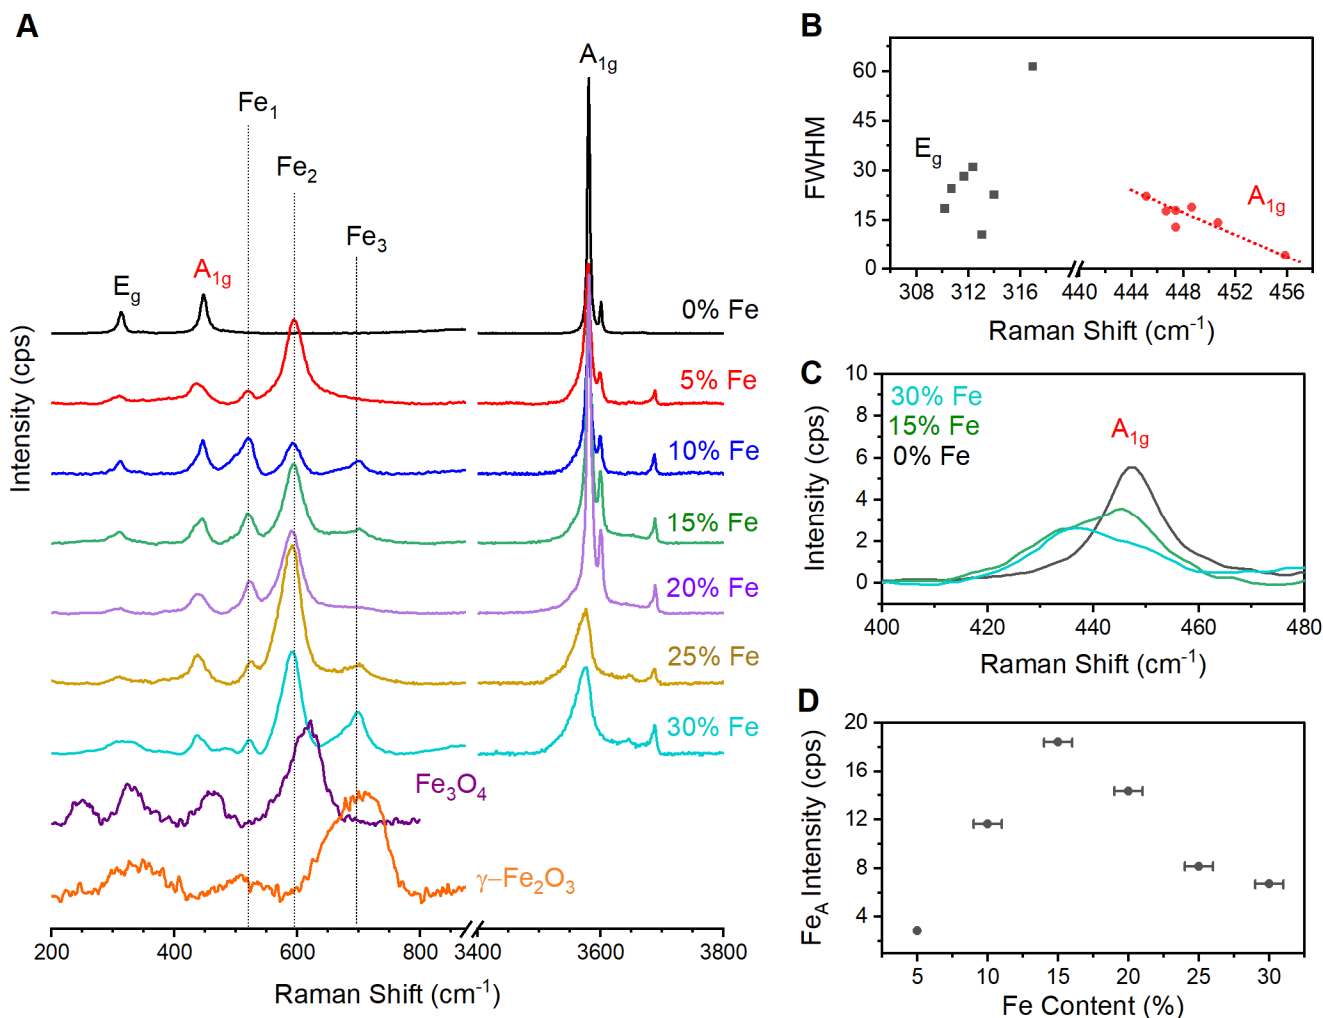 A
A1g
Fe1
Fe2
Fe3
Eg
A1g
0% Fe
5% Fe
10% Fe
15% Fe
20% Fe
25% Fe
30% Fe
Fe3O4
γ−Fe2O3
Intensity (cps)
200 400 600 800 3400 3600 3800
Raman Shift (cm-1)
B
60
45
30
15
0
FWHM
Eg
A1g
308 312 316 440 444 448 452 456
Raman Shift (cm-1)
C
10
8
6
4
2
0
Intensity (cps)
30% Fe
15% Fe
0% Fe
A1g
400 420 440 460 480
Raman Shift (cm-1)
D
20
16
12
8
4
FeA Intensity (cps)
5 10 15 20 25 30
Fe Content (%)